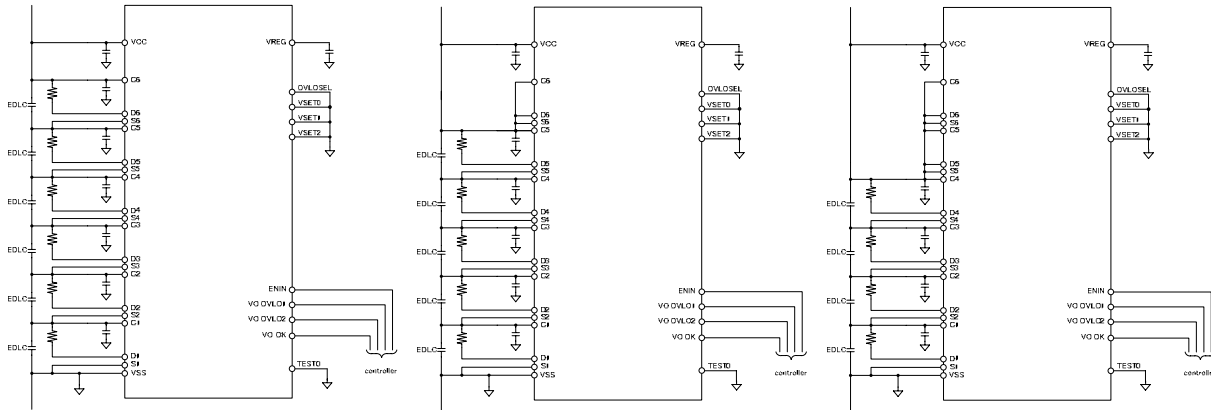 VCC
VREG
C6
EDLC
OVLOSEL
VSET0
D6
S6
C5
VSET1
VSET2
EDLC
D5
S5
C4
EDLC
D4
S4
C3
EDLC
D3
S3
C2
ENIN
EDLC
VO OVLO1
D2
S2
C1
VO OVLO2
VO OK
EDLC
D1
S1
VSS
TEST0
controller
VCC
VREG
C6
OVLOSEL
VSET0
D6
S6
C5
VSET1
VSET2
EDLC
D5
S5
C4
EDLC
D4
S4
C3
EDLC
D3
S3
C2
ENIN
EDLC
VO OVLO1
D2
S2
C1
VO OVLO2
VO OK
EDLC
D1
S1
VSS
TEST0
controller
VCC
VREG
C6
OVLOSEL
VSET0
D6
S6
C5
VSET1
VSET2
D5
S5
C4
EDLC
D4
S4
C3
EDLC
D3
S3
C2
ENIN
EDLC
VO OVLO1
D2
S2
C1
VO OVLO2
VO OK
EDLC
D1
S1
VSS
TEST0
controller